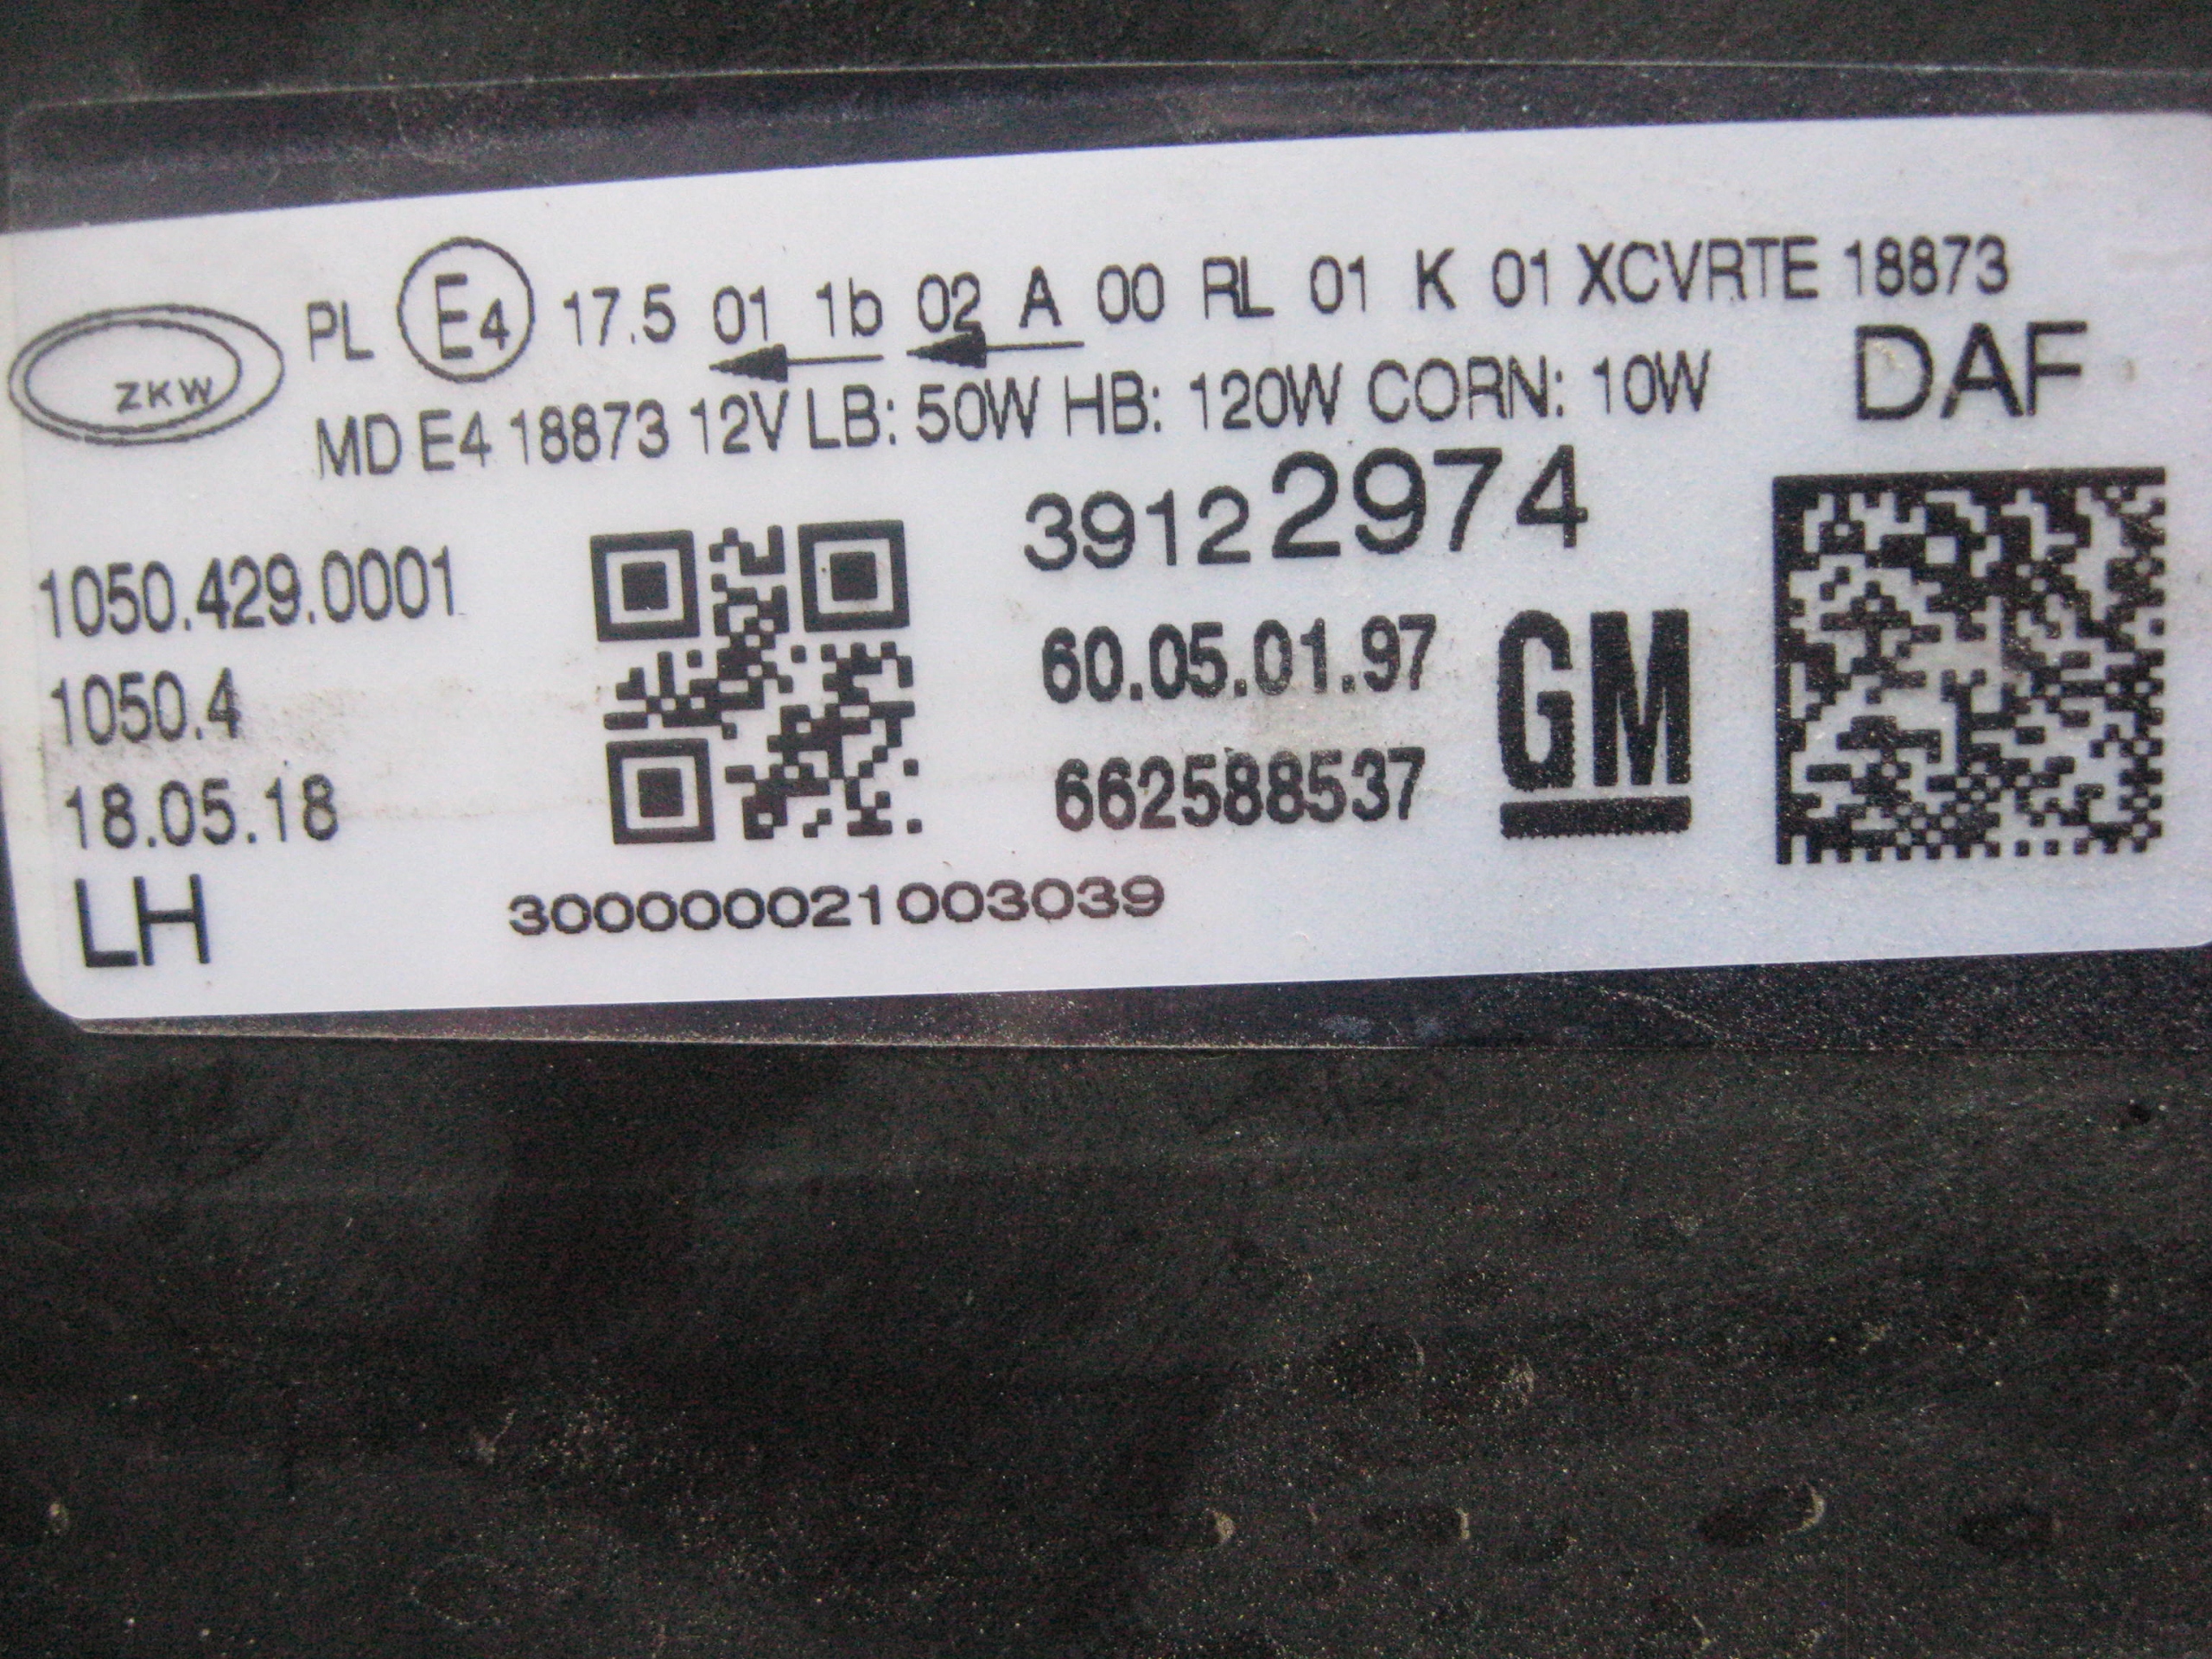 ZKW
PL E4 17.5 01 1b 02 A 00 RL 01 K 01 XCVRTE 18873
MD E4 18873 12V LB: 50W HB: 120W CORN: 10W
DAF
39122974
1050.429.0001
60.05.01.97
GM
1050.4
662588537
18.05.18
LH
300000021003039